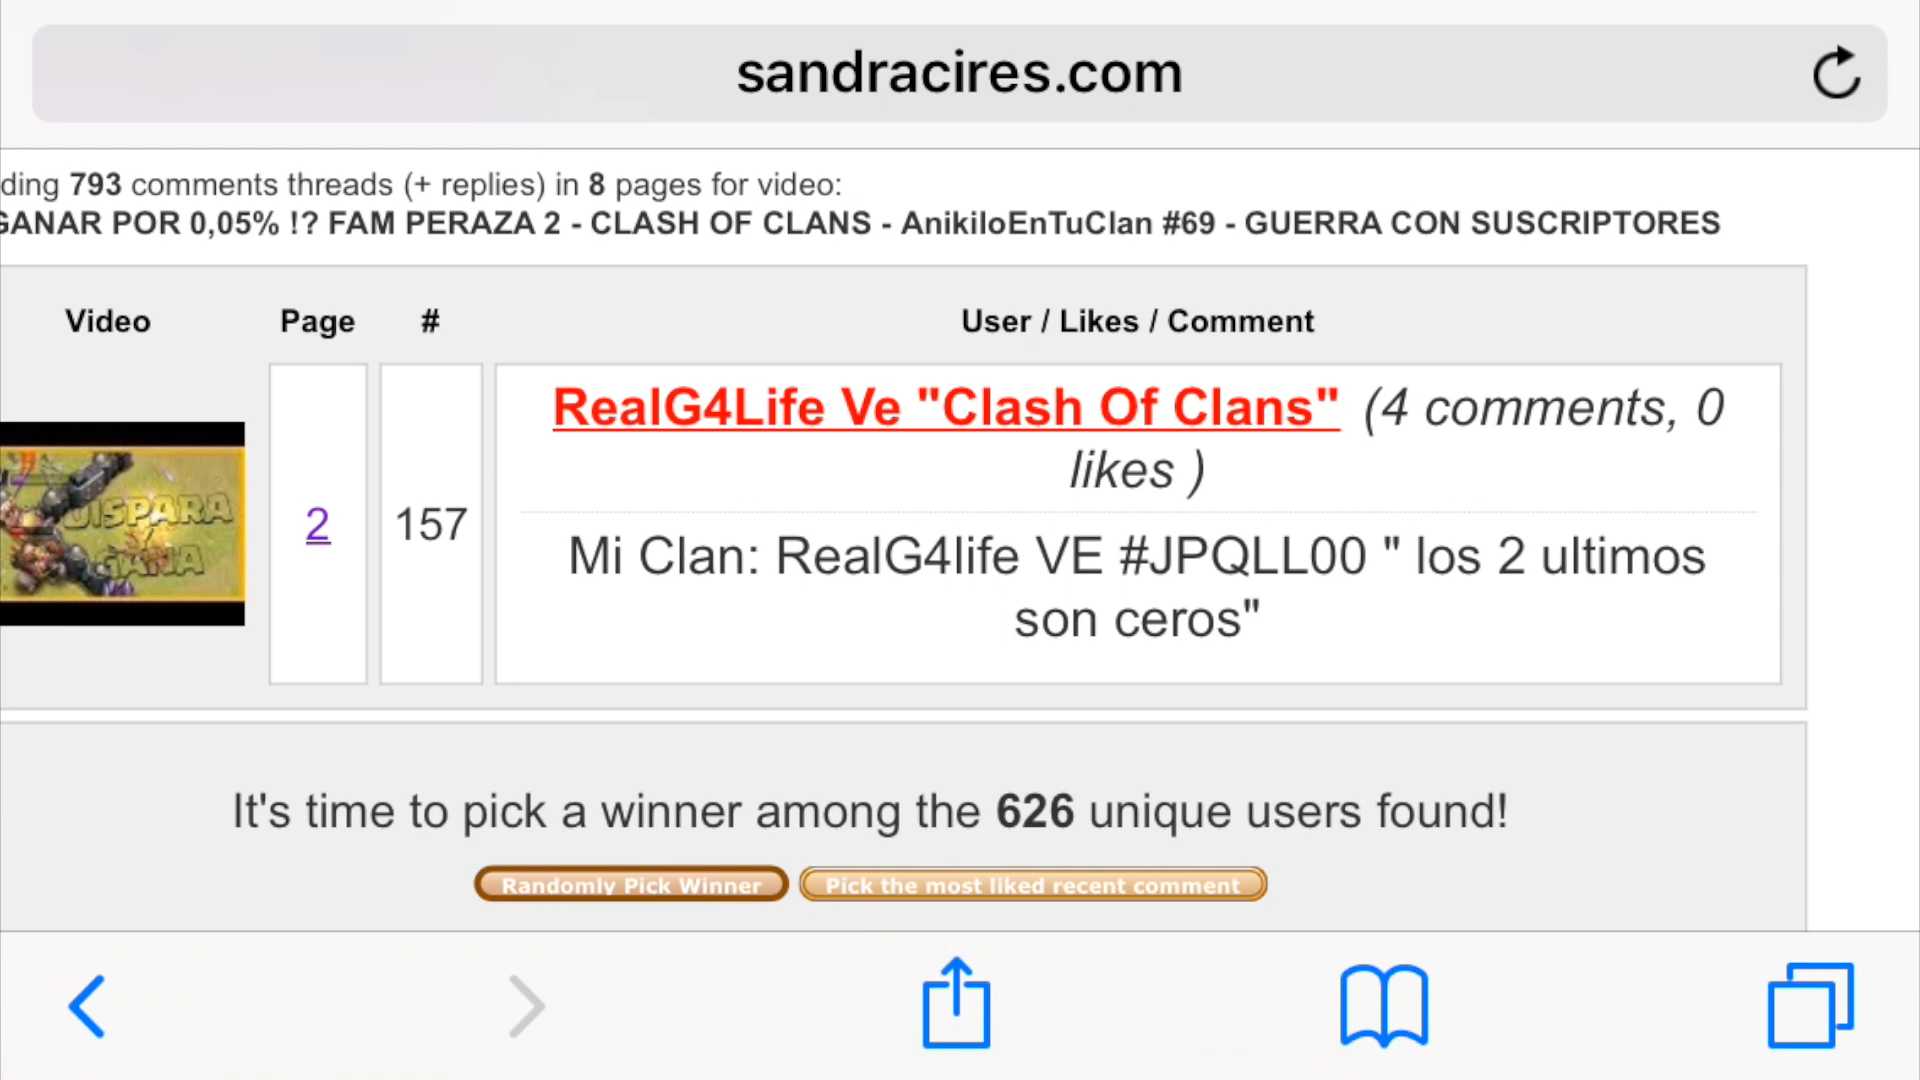 sandracires.com
ding 793 comments threads (+ replies) in 8 pages for video:
GANAR POR 0,05% !? FAM PERAZA 2 - CLASH OF CLANS - AnikiloEnTuClan #69 - GUERRA CON SUSCRIPTORES
Video Page # User / Likes / Comment
RealG4Life Ve "Clash Of Clans" (4 comments, 0
likes )
DISPARA
Y
GANA
2 157
Mi Clan: RealG4life VE #JPQLL00 " los 2 ultimos
son ceros"
It's time to pick a winner among the 626 unique users found!
Randomly Pick Winner Pick the most liked recent comment